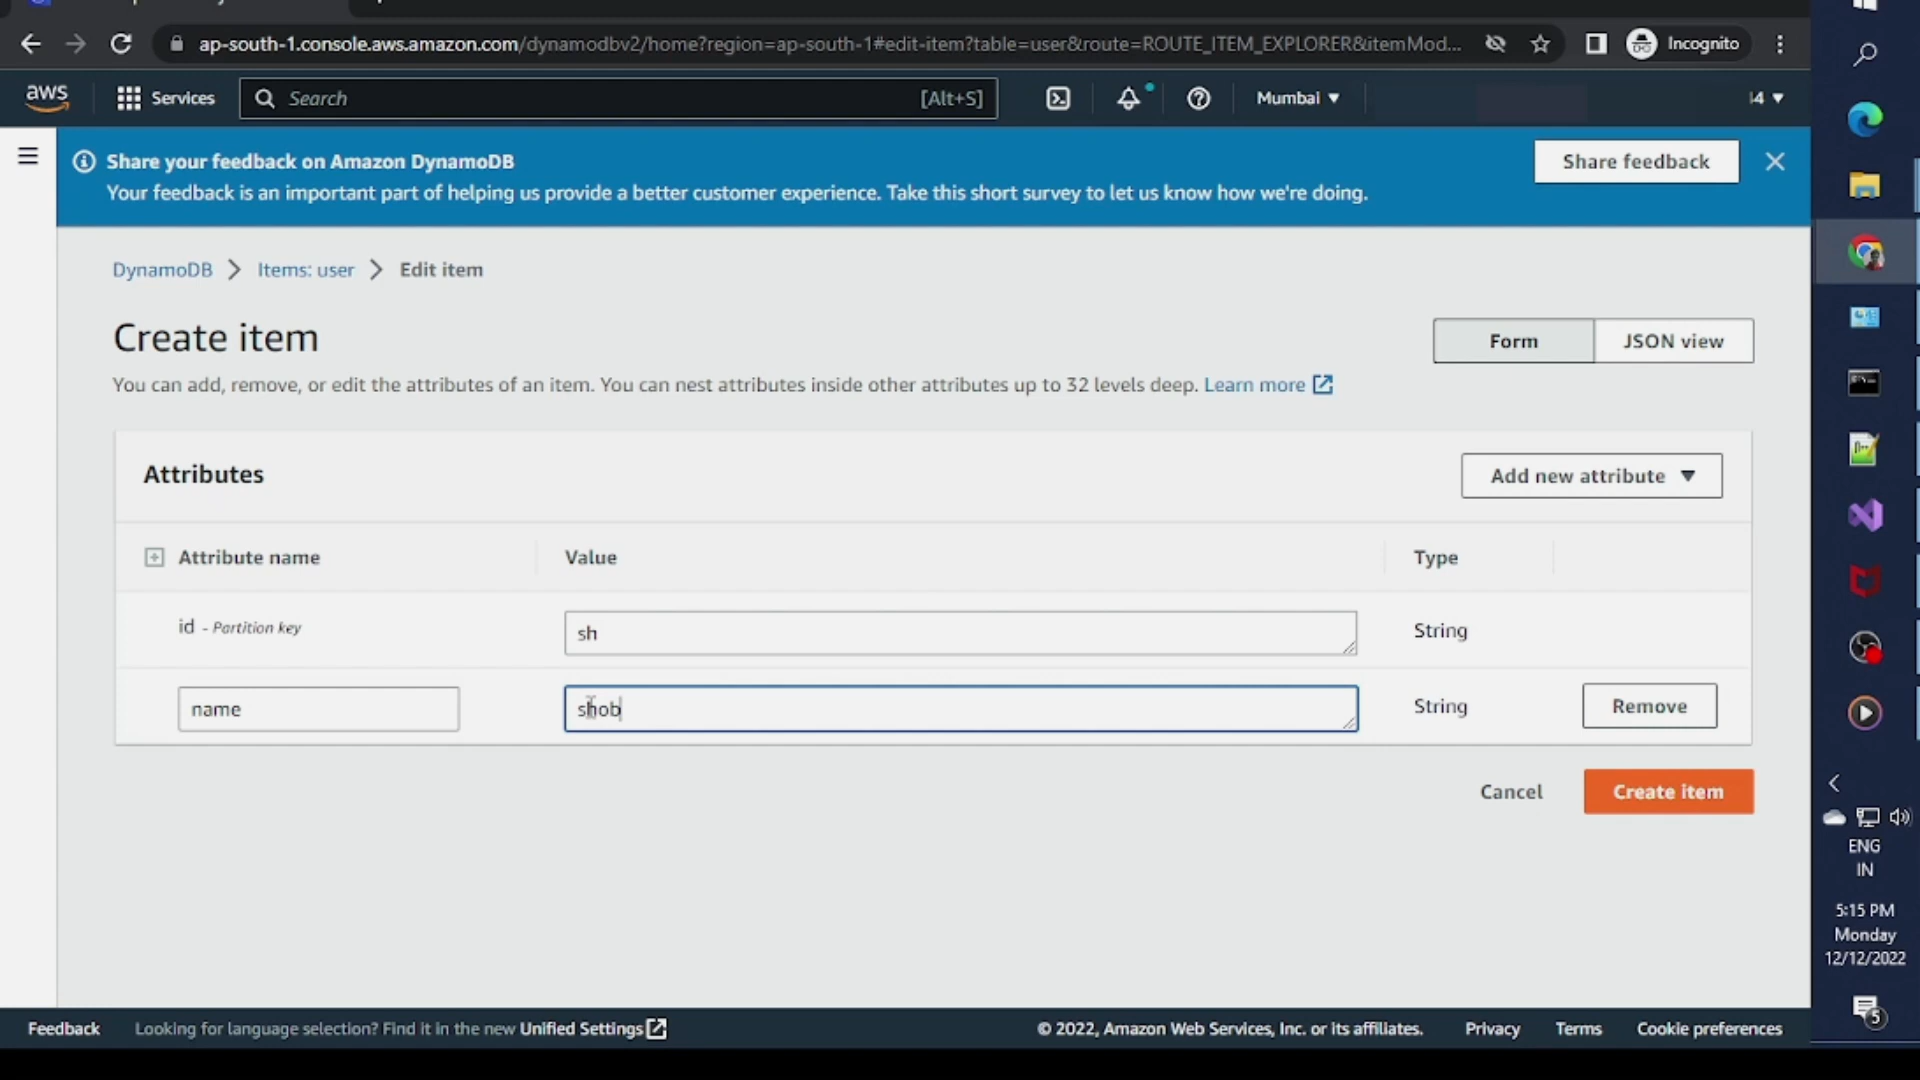 ap-south-1.console.aws.amazon.com/dynamodbv2/home?region=ap-south-1#edit-item?table=user&route=ROUTE_ITEM_EXPLORER&itemMod...
Incognito
aws
Services
Search
[Alt+S]
Mumbai
Share your feedback on Amazon DynamoDB
Share feedback
Your feedback is an important part of helping us provide a better customer experience. Take this short survey to let us know how we're doing.
DynamoDB
Items: user
Edit item
Create item
Form
JSON view
You can add, remove, or edit the attributes of an item. You can nest attributes inside other attributes up to 32 levels deep. Learn more
Attributes
Add new attribute
Attribute name
Value
Type
id - Partition key
sh
String
name
shob
String
Remove
Cancel
Create item
ENG
IN
5:15 PM
Monday
12/12/2022
5
Feedback
Looking for language selection? Find it in the new Unified Settings
© 2022, Amazon Web Services, Inc. or its affiliates.
Privacy
Terms
Cookie preferences